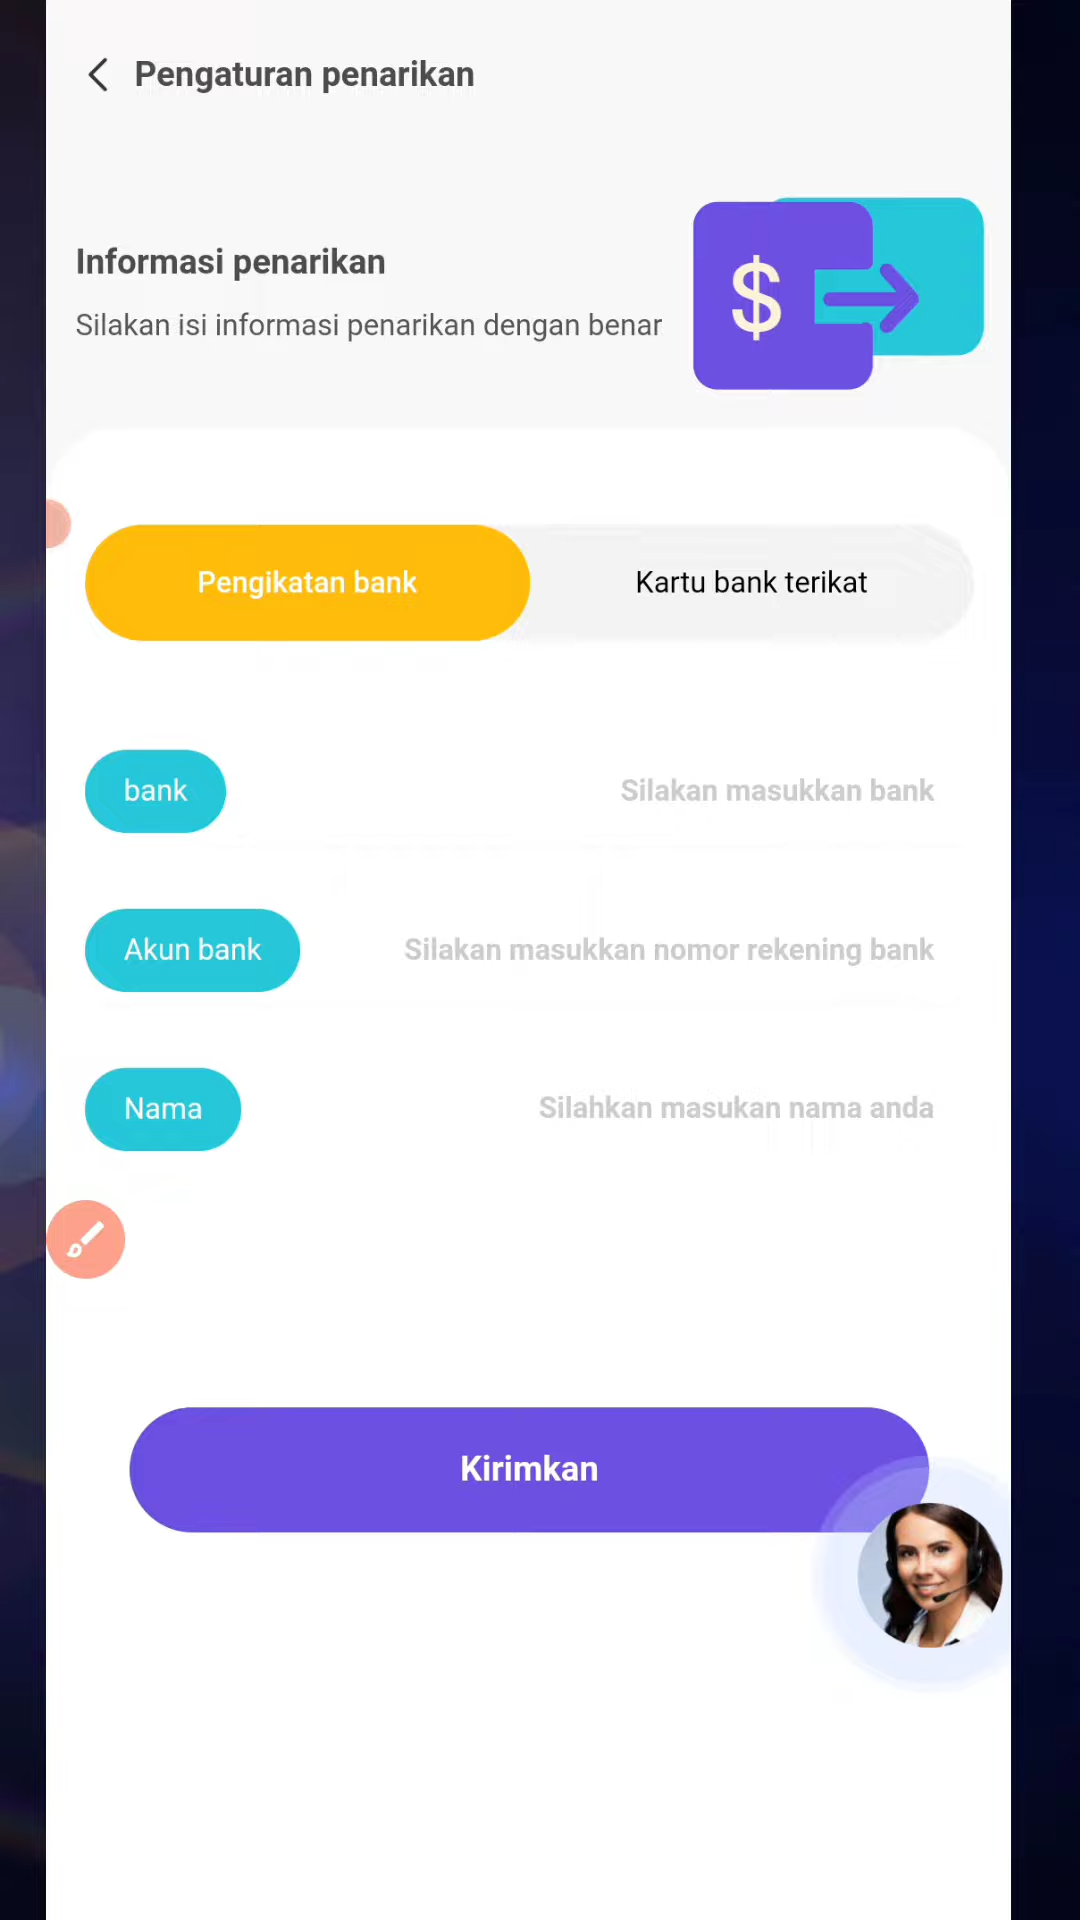 Pengaturan penarikan
Informasi penarikan
Silakan isi informasi penarikan dengan benar
$
Pengikatan bank
Kartu bank terikat
bank
Silakan masukkan bank
Akun bank
Silakan masukkan nomor rekening bank
Nama
Silahkan masukan nama anda
Kirimkan